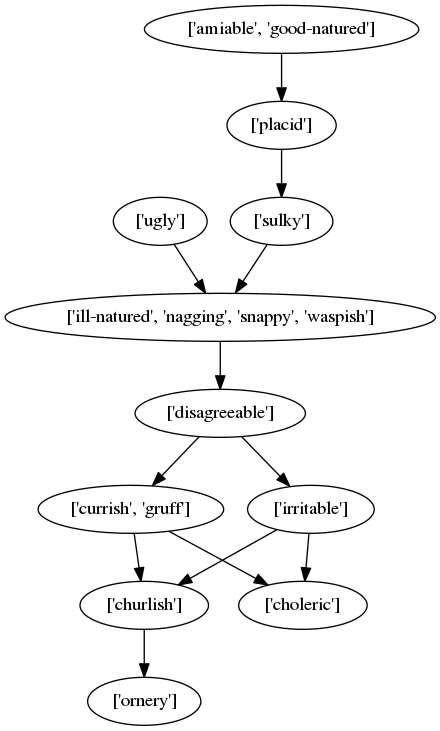 ['amiable', 'good-natured']
['placid']
['ugly']
['sulky']
['ill-natured', 'nagging', 'snappy', 'waspish']
['disagreeable']
['currish', 'gruff']
['irritable']
['churlish']
['choleric']
['ornery']